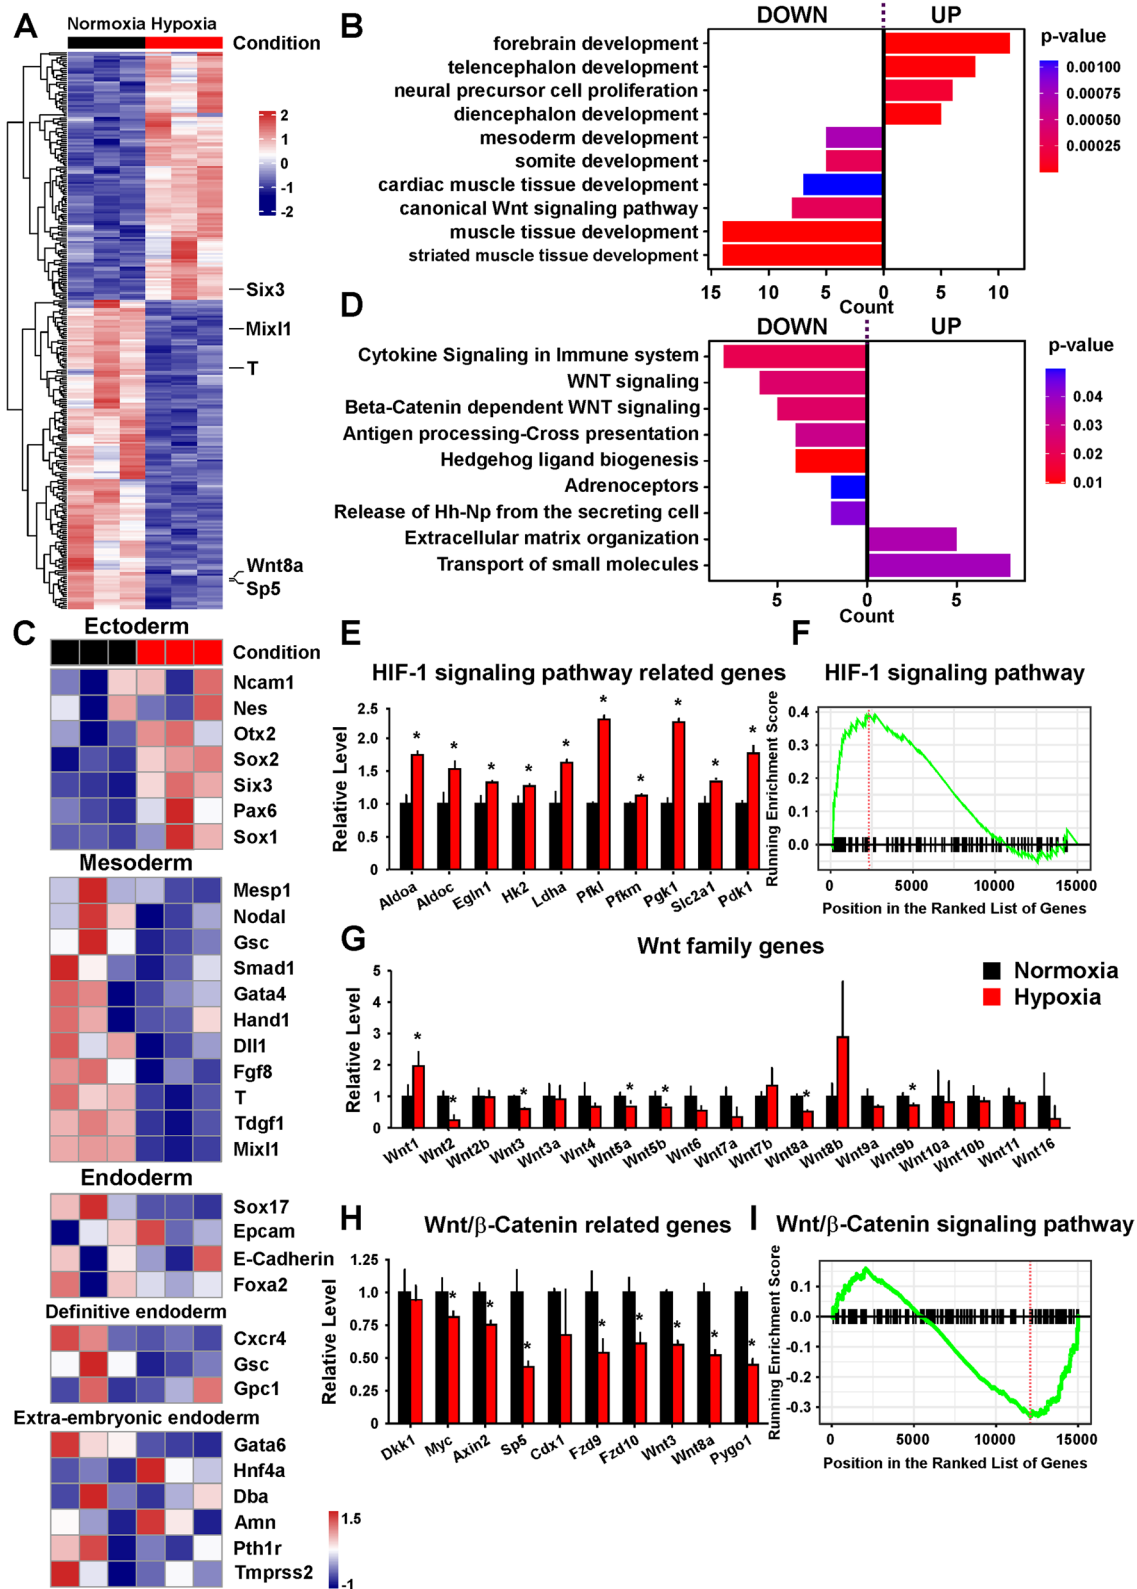 A
Normoxia Hypoxia
Condition
2
1
0
-1
-2
Six3
Mixl1
T
Wnt8a
Sp5
B
DOWN UP
forebrain development
telencephalon development
neural precursor cell proliferation
diencephalon development
mesoderm development
somite development
cardiac muscle tissue development
canonical Wnt signaling pathway
muscle tissue development
striated muscle tissue development
15 10 5 0 5 10
Count
p-value
0.00100
0.00075
0.00050
0.00025
D
DOWN UP
Cytokine Signaling in Immune system
WNT signaling
Beta-Catenin dependent WNT signaling
Antigen processing-Cross presentation
Hedgehog ligand biogenesis
Adrenoceptors
Release of Hh-Np from the secreting cell
Extracellular matrix organization
Transport of small molecules
5 0 5
Count
p-value
0.04
0.03
0.02
0.01
C
Ectoderm
Condition
Ncam1
Nes
Otx2
Sox2
Six3
Pax6
Sox1
Mesoderm
Mesp1
Nodal
Gsc
Smad1
Gata4
Hand1
Dll1
Fgf8
T
Tdgf1
Mixl1
Endoderm
Sox17
Epcam
E-Cadherin
Foxa2
Definitive endoderm
Cxcr4
Gsc
Gpc1
Extra-embryonic endoderm
Gata6
Hnf4a
Dba
Amn
Pth1r
Tmprss2
1.5
-1
E
HIF-1 signaling pathway related genes
Relative Level
2.5
2.0
1.5
1.0
0.5
0
* * * * * * * * * *
Aldoa Aldoc Egln1 Hk2 Ldha Pfkl Pfkm Pgk1 Slc2a1 Pdk1
F
HIF-1 signaling pathway
Running Enrichment Score
0.4
0.3
0.2
0.1
0.0
0 5000 10000 15000
Position in the Ranked List of Genes
G
Wnt family genes
Normoxia
Hypoxia
Relative Level
5
4
3
2
1
0
* * * * * * *
Wnt1 Wnt2 Wnt2b Wnt3 Wnt3a Wnt4 Wnt5a Wnt5b Wnt6 Wnt7a Wnt7b Wnt8a Wnt8b Wnt9a Wnt9b Wnt10a Wnt10b Wnt11 Wnt16
H
Wnt/β-Catenin related genes
Relative Level
1.25
1.00
0.75
0.50
0.25
0
* * * * * * * *
Dkk1 Myc Axin2 Sp5 Cdx1 Fzd9 Fzd10 Wnt3 Wnt8a Pygo1
I
Wnt/β-Catenin signaling pathway
Running Enrichment Score
0.1
0.0
-0.1
-0.2
-0.3
0 5000 10000 15000
Position in the Ranked List of Genes